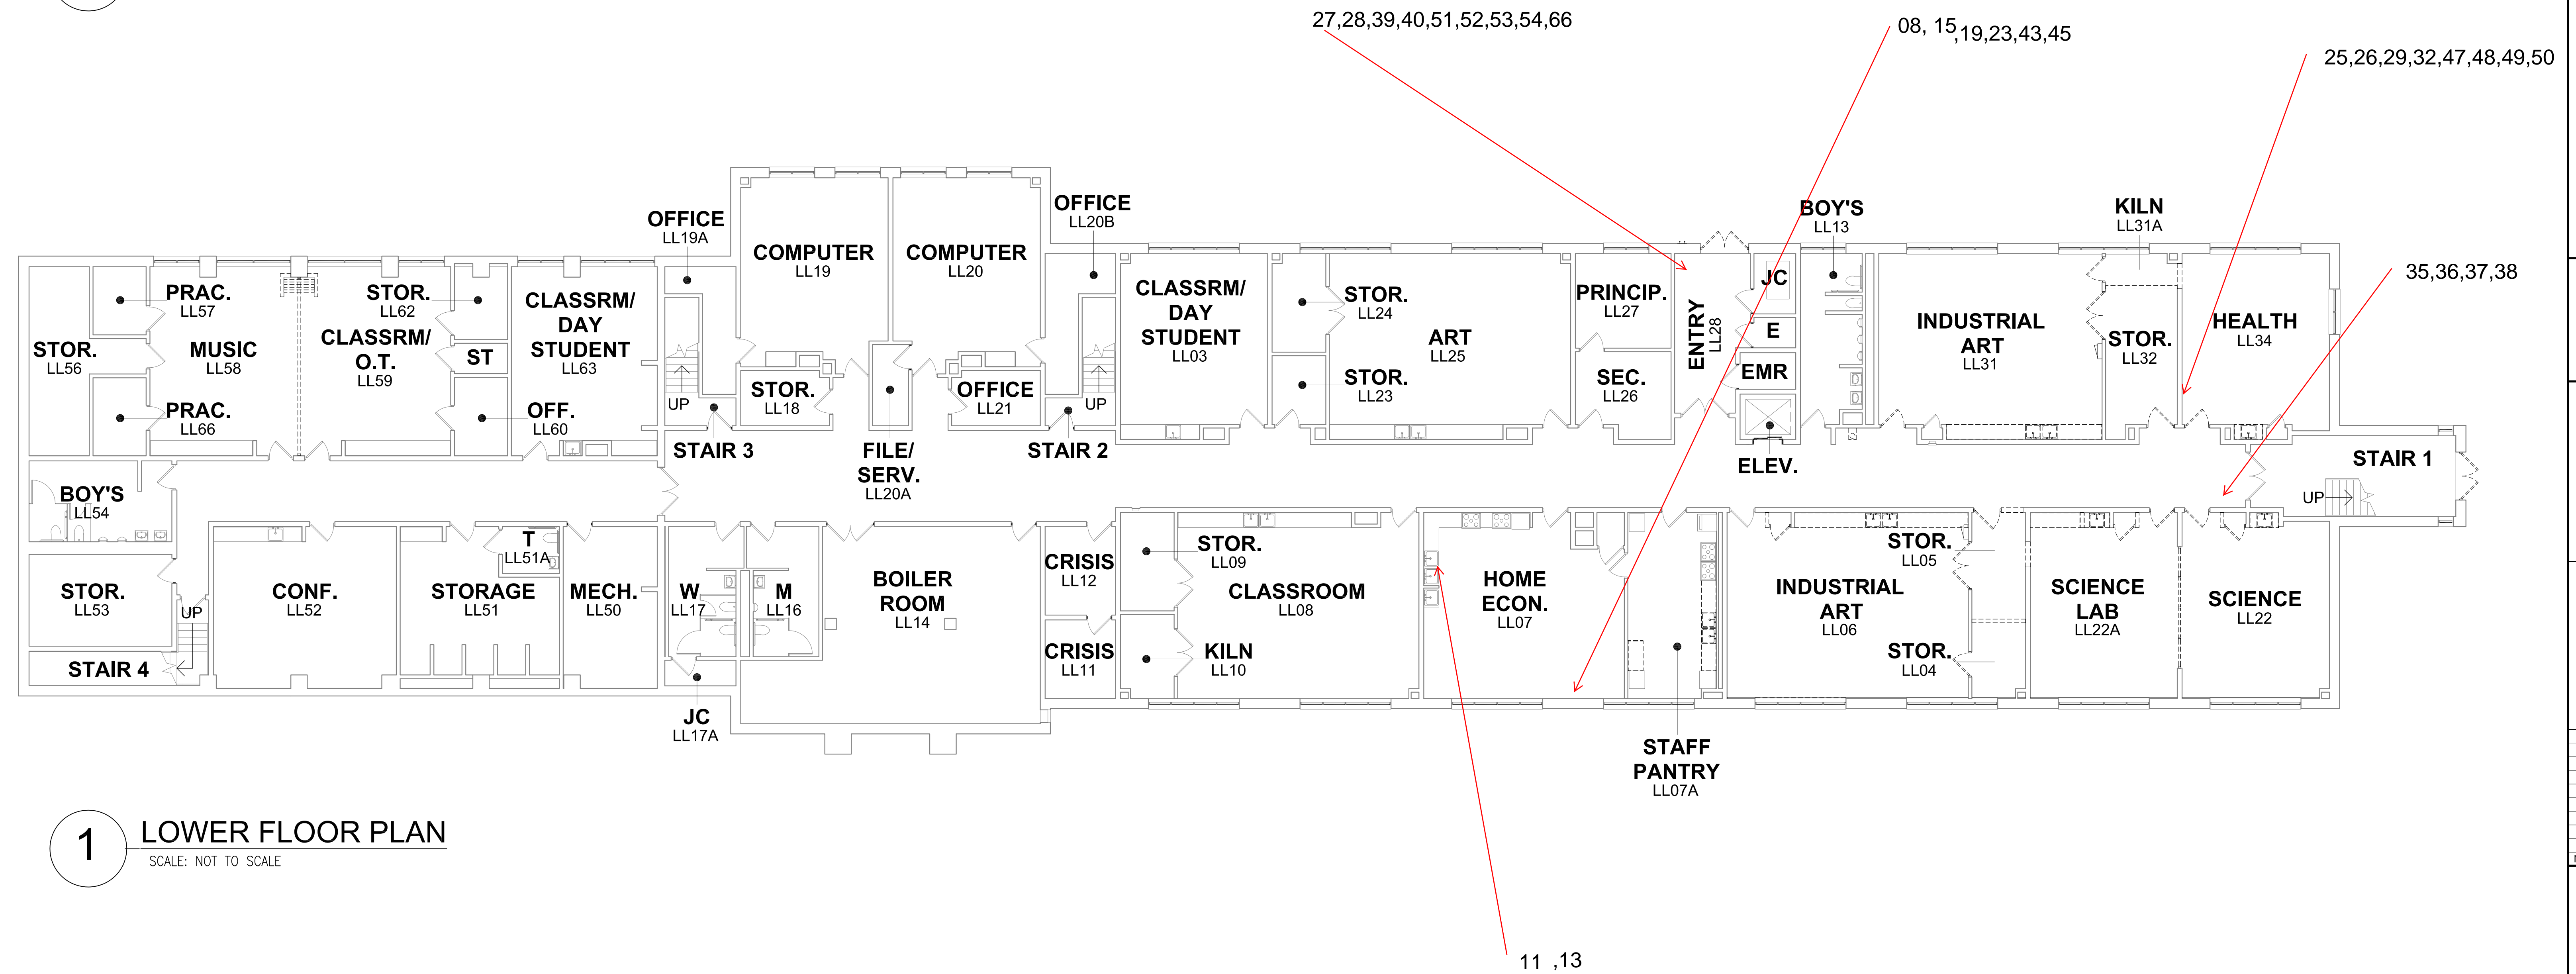 27,28,39,40,51,52,53,54,66
08, 15,19,23,43,45
25,26,29,32,47,48,49,50
35,36,37,38
OFFICE
LL19A
OFFICE
LL20B
BOY'S
LL13
KILN
LL31A
COMPUTER
LL19
COMPUTER
LL20
STOR.
LL56
PRAC.
LL57
MUSIC
LL58
PRAC.
LL66
CLASSRM/
O.T.
LL59
STOR.
LL62
ST
OFF.
LL60
CLASSRM/
DAY
STUDENT
LL63
UP
STAIR 3
STOR.
LL18
FILE/
SERV.
LL20A
OFFICE
LL21
UP
STAIR 2
CLASSRM/
DAY
STUDENT
LL03
STOR.
LL24
STOR.
LL23
ART
LL25
PRINCIP.
LL27
SEC.
LL26
ENTRY
LL28
JC
E
EMR
ELEV.
INDUSTRIAL
ART
LL31
STOR.
LL32
HEALTH
LL34
STAIR 1
UP
BOY'S
LL54
STOR.
LL53
UP
STAIR 4
CONF.
LL52
STORAGE
LL51
T
LL51A
MECH.
LL50
W
LL17
M
LL16
JC
LL17A
BOILER
ROOM
LL14
CRISIS
LL12
CRISIS
LL11
STOR.
LL09
KILN
LL10
CLASSROOM
LL08
HOME
ECON.
LL07
STAFF
PANTRY
LL07A
INDUSTRIAL
ART
LL06
STOR.
LL05
STOR.
LL04
SCIENCE
LAB
LL22A
SCIENCE
LL22
1
LOWER FLOOR PLAN
SCALE: NOT TO SCALE
11 ,13